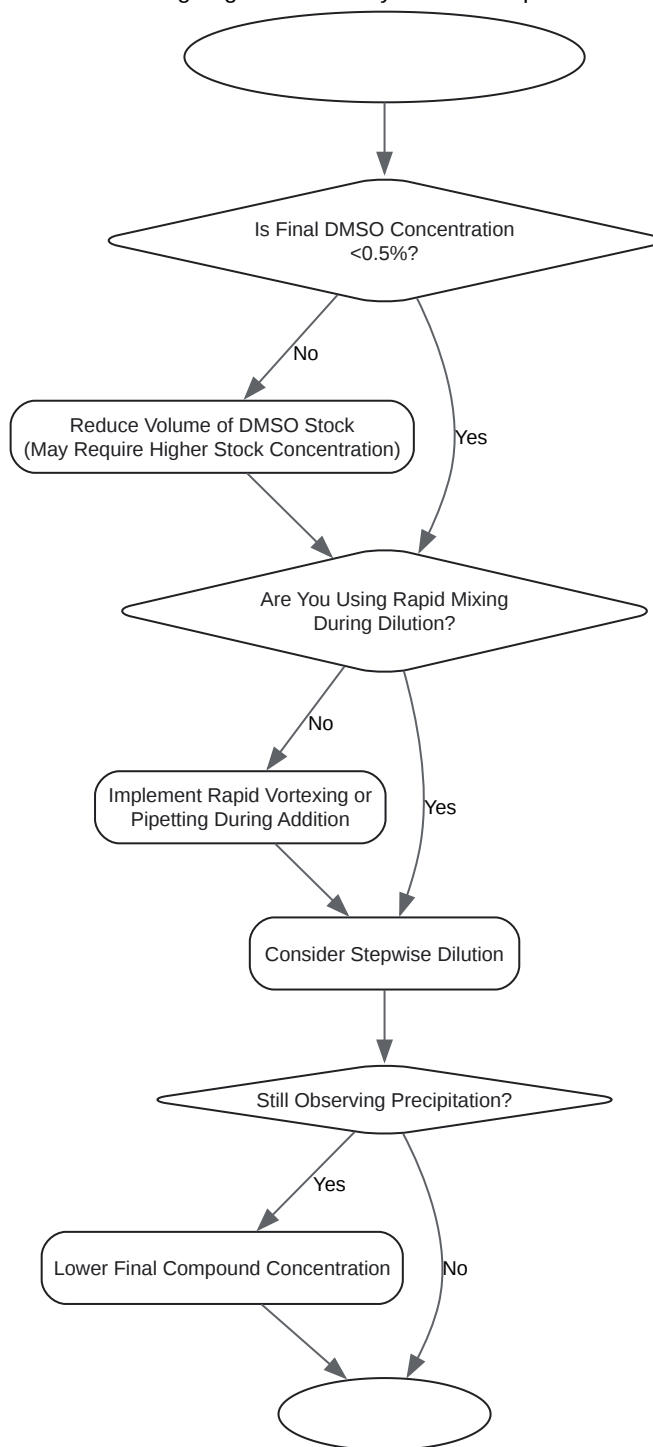 Is Final DMSO Concentration
<0.5%?
No
Reduce Volume of DMSO Stock
(May Require Higher Stock Concentration)
Yes
Are You Using Rapid Mixing
During Dilution?
No
Implement Rapid Vortexing or
Pipetting During Addition
Yes
Consider Stepwise Dilution
Still Observing Precipitation?
Yes
Lower Final Compound Concentration
No